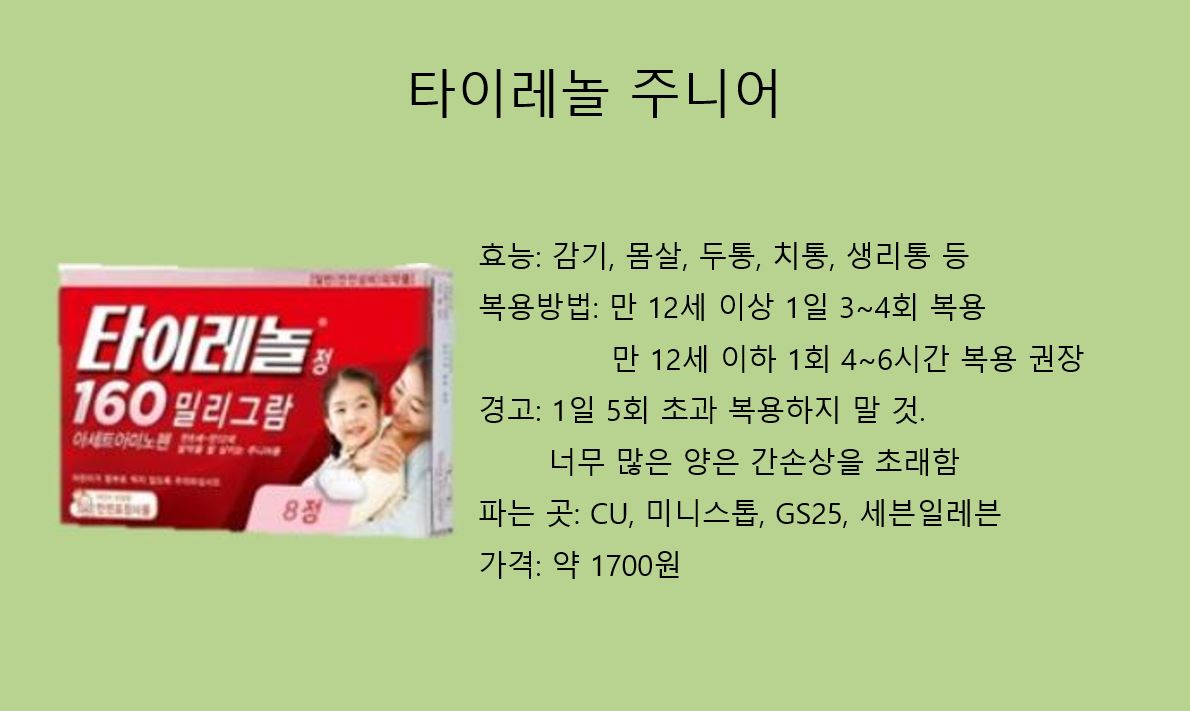 타이레놀 주니어
효능: 감기, 몸살, 두통, 치통, 생리통 등
복용방법: 만 12세 이상 1일 3~4회 복용
만 12세 이하 1회 4~6시간 복용 권장
경고: 1일 5회 초과 복용하지 말 것.
너무 많은 양은 간손상을 초래함
파는 곳: CU, 미니스톱, GS25, 세븐일레븐
가격: 약 1700원
타이레놀 정
160 밀리그람
아세트아미노펜
8정